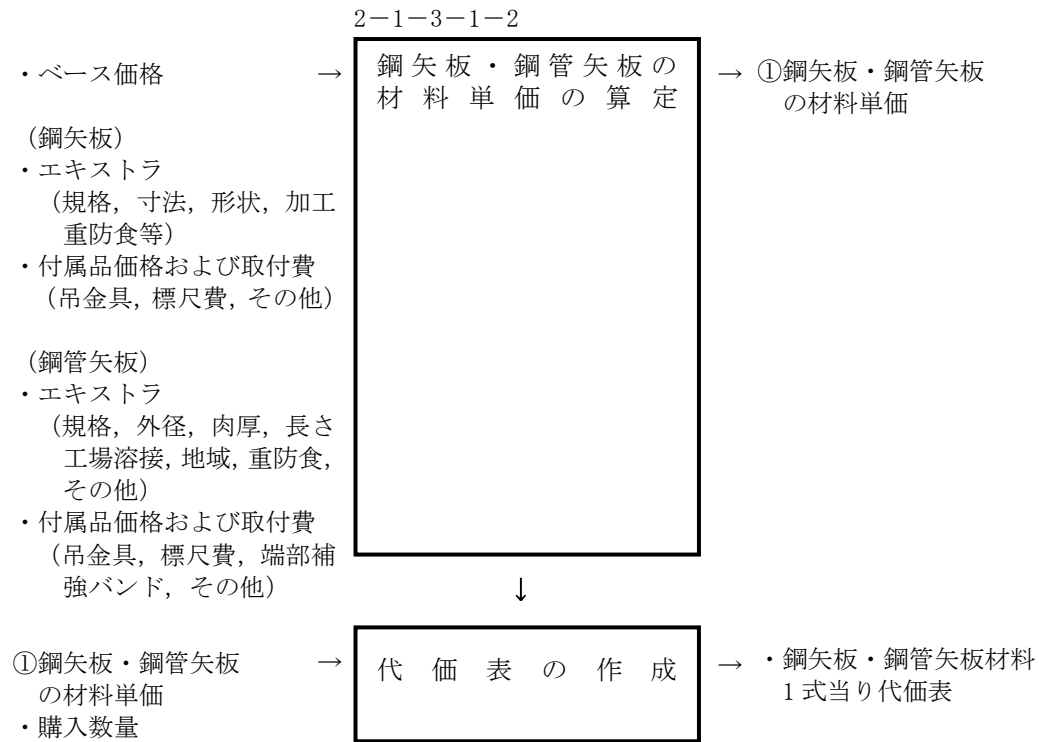 2－1－3－1－2
・ベース価格 → 鋼矢板・鋼管矢板の → ①鋼矢板・鋼管矢板
材料単価の算定 の材料単価
（鋼矢板）
・エキストラ
（規格，寸法，形状，加工
重防食等）
・付属品価格および取付費
（吊金具，標尺費，その他）
（鋼管矢板）
・エキストラ
（規格，外径，肉厚，長さ
工場溶接，地域，重防食，
その他）
・付属品価格および取付費
（吊金具，標尺費，端部補
強バンド，その他）
↓
①鋼矢板・鋼管矢板 → 代価表の作成 → ・鋼矢板・鋼管矢板材料
の材料単価 １式当り代価表
・購入数量